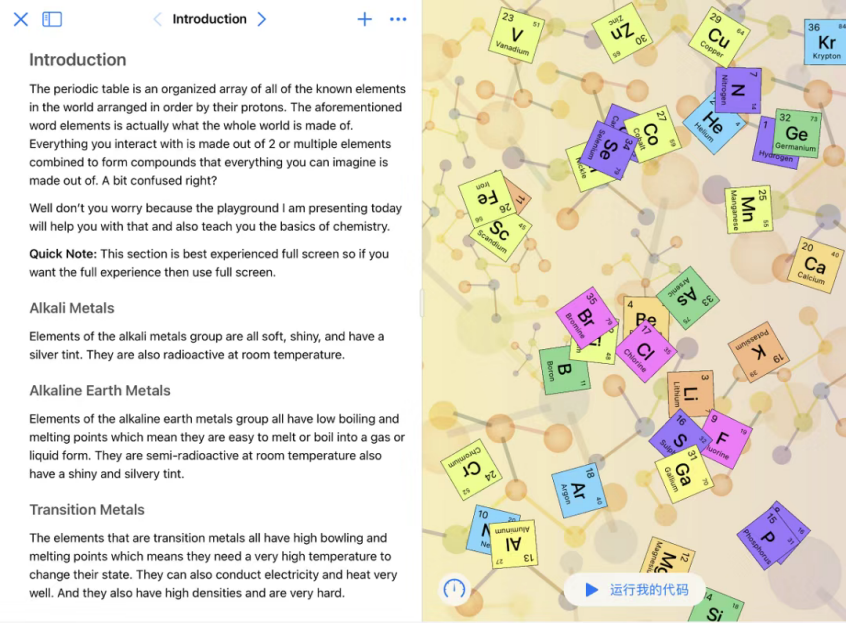 Introduction
Introduction
The periodic table is an organized array of all of the known elements
in the world arranged in order by their protons. The aforementioned
word elements is actually what the whole world is made of.
Everything you interact with is made out of 2 or multiple elements
combined to form compounds that everything you can imagine is
made out of. A bit confused right?
Well don't you worry because the playground I am presenting today
will help you with that and also teach you the basics of chemistry.
Quick Note: This section is best experienced full screen so if you
want the full experience then use full screen.
Alkali Metals
Elements of the alkali metals group are all soft, shiny, and have a
silver tint. They are also radioactive at room temperature.
Alkaline Earth Metals
Elements of the alkaline earth metals group all have low boiling and
melting points which mean they are easy to melt or boil into a gas or
liquid form. They are semi-radioactive at room temperature also
have a shiny and silvery tint.
Transition Metals
The elements that are transition metals all have high bowling and
melting points which means they need a very high temperature to
change their state. They can also conduct electricity and heat very
well. And they also have high densities and are very hard.
23 51
V
Vanadium
30 65
Zn
Zinc
29 64
Cu
Copper
36 84
Kr
Krypton
7 14
N
Nitrogen
He
Helium
4
1
Hydrogen
32 73
Ge
Germanium
27 59
Co
Cobalt
34 79
Se
Selenium
Nickle
26 56
Fe
Iron
11
45
Sc
Scandium
25 55
Mn
Manganese
20 40
Ca
Calcium
33 75
As
Arsenic
35 79
Br
Bromine
4
Be
48
17 35
Cl
Chlorine
B
Boron
11
19 39
K
Potassium
3
Li
Lithium
16 32
S
9 19
F
31 70
Ga
Gallium
24 52
Cr
Chromium
18 40
Ar
Argon
10 20
Ne
13 27
Al
Aluminum
15 31
P
Phosphorus
16
12
Mg
Si
运行我的代码